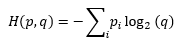 H(p,q) = −∑ᵢ pᵢ log₂ (q)